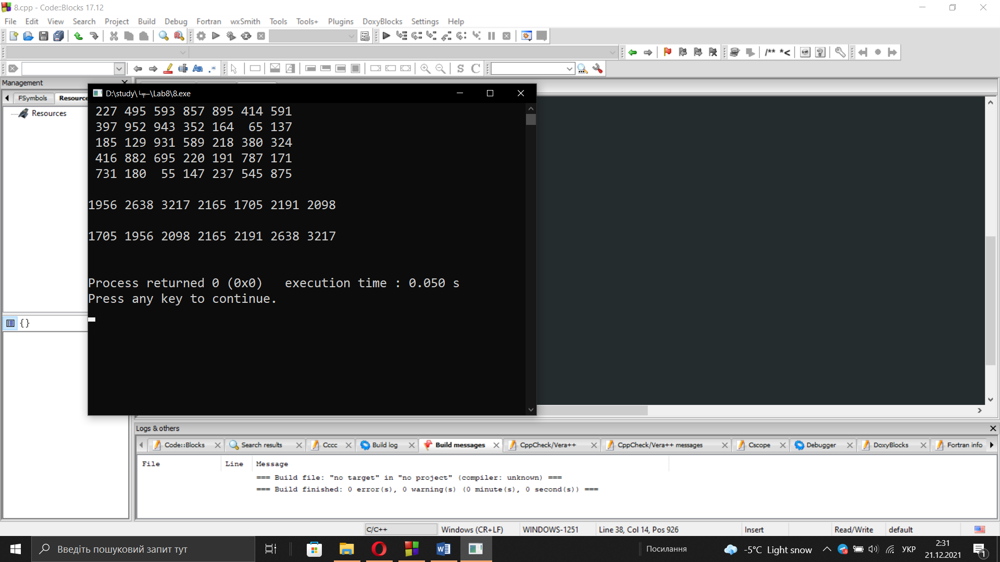 8.cpp - Code::Blocks 17.12
File Edit View Search Project Build Debug Fortran wxSmith Tools Tools+ Plugins DoxyBlocks Settings Help
/** *<
Management
FSymbols Resource
Resources
D:\study\└╤─\Lab8\8.exe
227 495 593 857 895 414 591
397 952 943 352 164 65 137
185 129 931 589 218 380 324
416 882 695 220 191 787 171
731 180 55 147 237 545 875
1956 2638 3217 2165 1705 2191 2098
1705 1956 2098 2165 2191 2638 3217
Process returned 0 (0x0) execution time : 0.050 s
Press any key to continue.
{}
Logs & others
Code::Blocks Search results Cccc Build log Build messages CppCheck/Vera++ CppCheck/Vera++ messages Cscope Debugger DoxyBlocks Fortran info
File Line Message
=== Build file: "no target" in "no project" (compiler: unknown) ===
=== Build finished: 0 error(s), 0 warning(s) (0 minute(s), 0 second(s)) ===
C/C++ Windows (CR+LF) WINDOWS-1251 Line 38, Col 14, Pos 926 Insert Read/Write default
Введіть пошуковий запит тут
Посилання
-5°C Light snow
УКР
2:31
21.12.2021
1